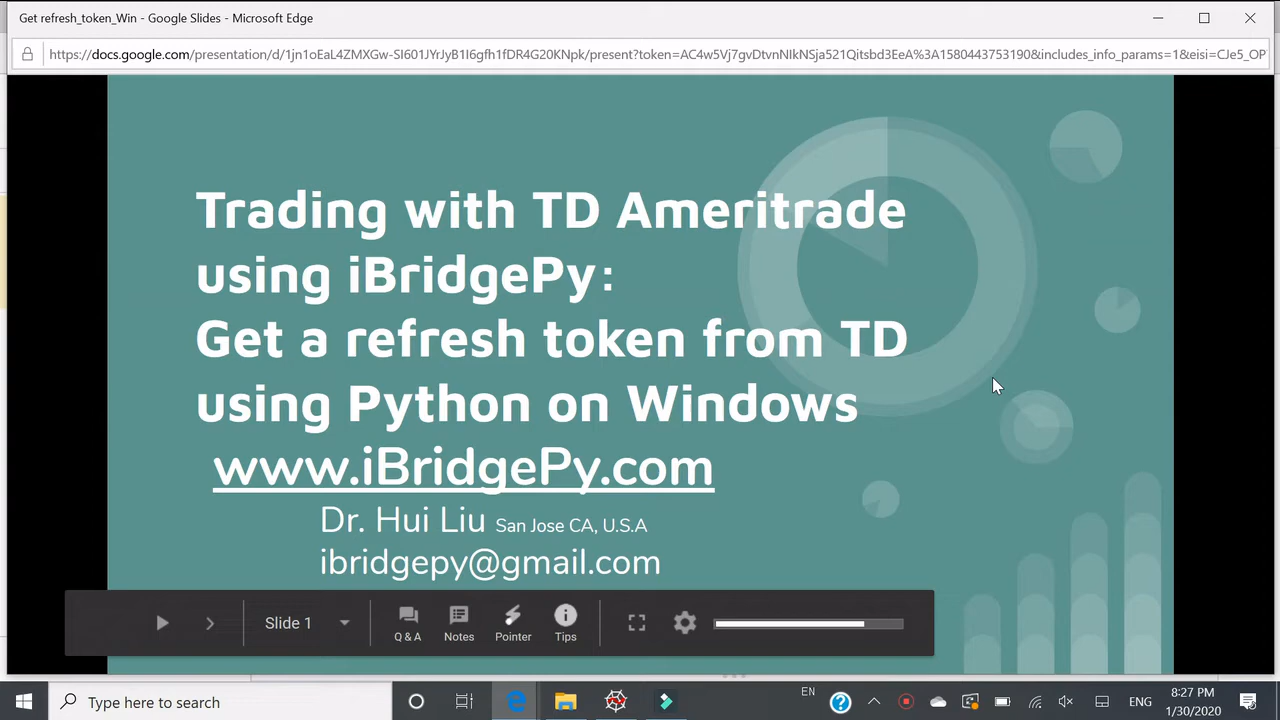 Get refresh_token_Win - Google Slides - Microsoft Edge
https://docs.google.com/presentation/d/1jn1oEaL4ZMXGw-SI601JYrJyB1I6gfh1fDR4G20KNpk/present?token=AC4w5Vj7gvDtvnNIkNSja521Qitsbd3EeA%3A1580443753190&includes_info_params=1&eisi=CJe5_OP
Trading with TD Ameritrade
using iBridgePy:
Get a refresh token from TD
using Python on Windows
www.iBridgePy.com
Dr. Hui Liu San Jose CA, U.S.A
ibridgepy@gmail.com
Slide 1
Q & A
Notes
Pointer
Tips
Type here to search
EN
ENG
8:27 PM
1/30/2020